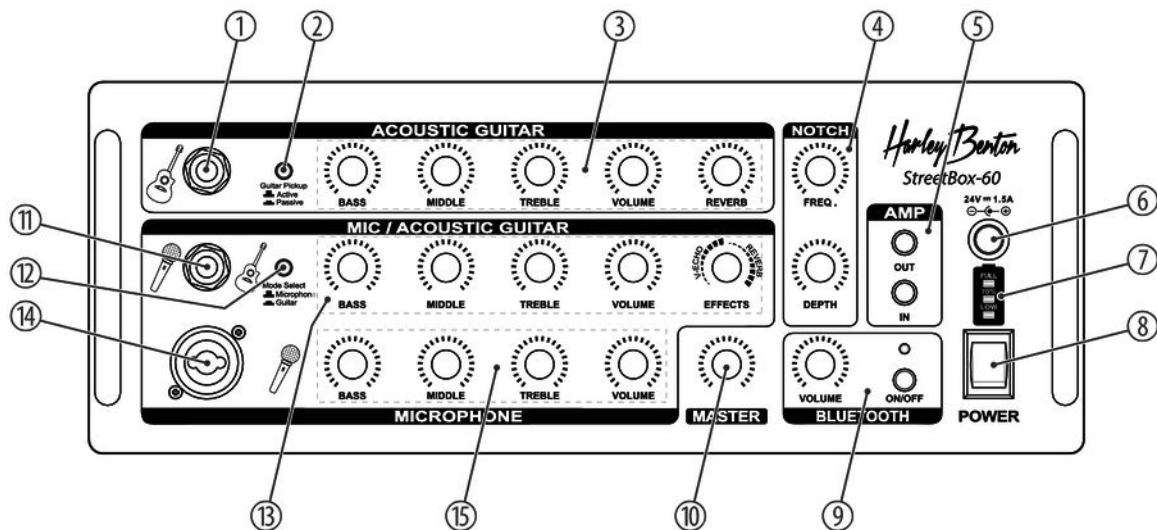 ① ② ③ ④ ⑤
ACOUSTIC GUITAR
Guitar Pickup
Active
Passive
BASS MIDDLE TREBLE VOLUME REVERB
NOTCH
FREQ.
DEPTH
Harley Benton
StreetBox-60
24V 1.5A
AMP
OUT
IN
FULL
LOW
⑥
⑦
⑧
POWER
⑪
⑫
⑭
MIC / ACOUSTIC GUITAR
Mode Select
Microphone
Guitar
BASS MIDDLE TREBLE VOLUME EFFECTS
V-ECHO REVERB
BASS MIDDLE TREBLE VOLUME
MICROPHONE
MASTER
VOLUME ON/OFF
BLUETOOTH
⑬ ⑮ ⑩ ⑨